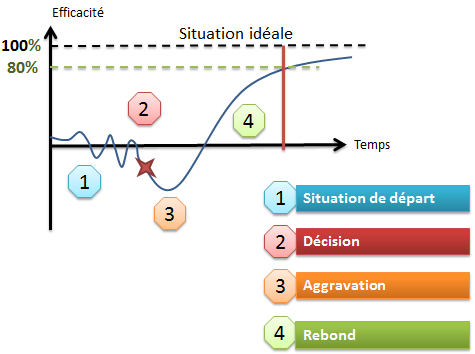 Efficacité
Situation idéale
100%
80%
2
4
Temps
1
3
1 Situation de départ
2 Décision
3 Aggravation
4 Rebond